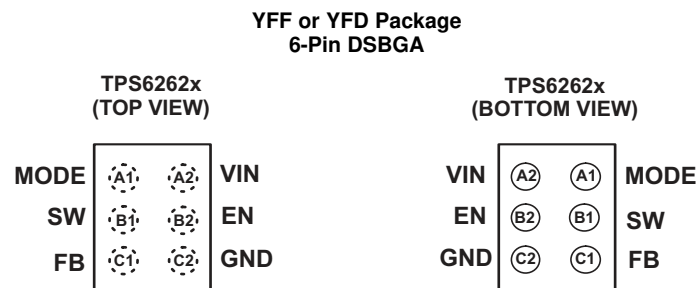 YFF or YFD Package
6-Pin DSBGA
TPS6262x
(TOP VIEW)
MODE A1 A2 VIN
SW B1 B2 EN
FB C1 C2 GND
TPS6262x
(BOTTOM VIEW)
VIN A2 A1 MODE
EN B2 B1 SW
GND C2 C1 FB